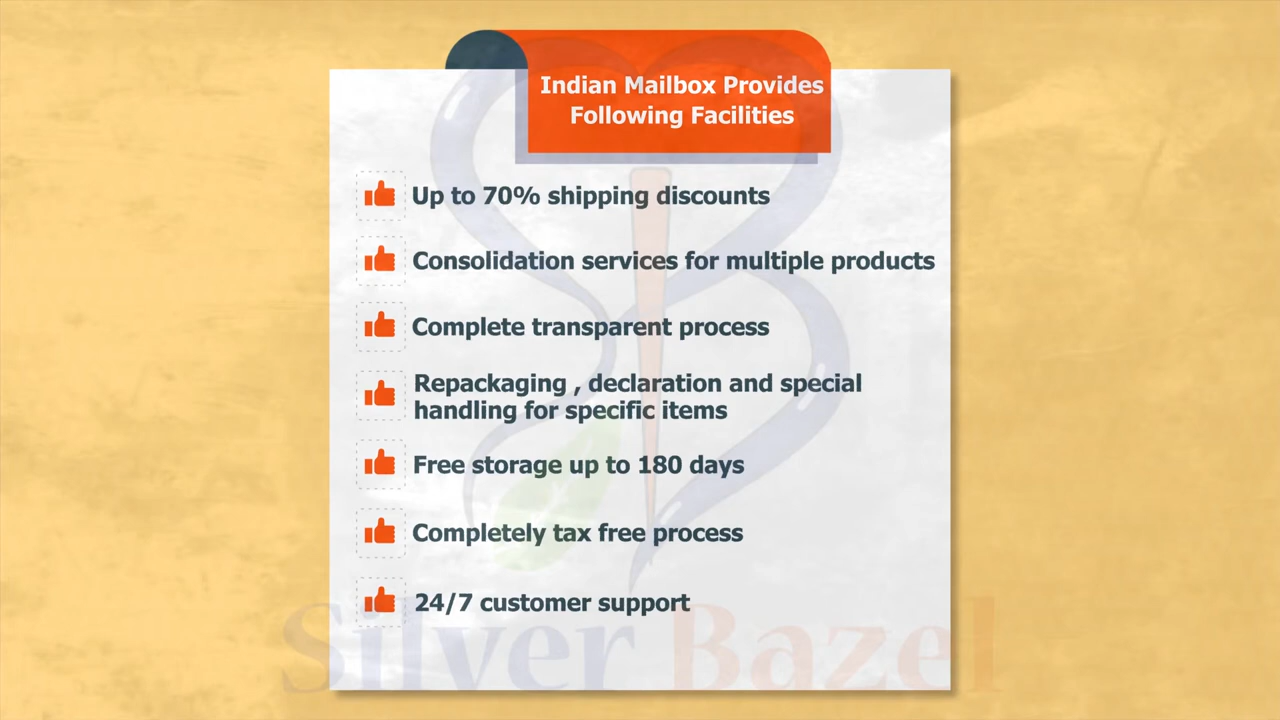 Indian Mailbox Provides
Following Facilities
Up to 70% shipping discounts
Consolidation services for multiple products
Complete transparent process
Repackaging , declaration and special
handling for specific items
Free storage up to 180 days
Completely tax free process
24/7 customer support
Silver Bazel